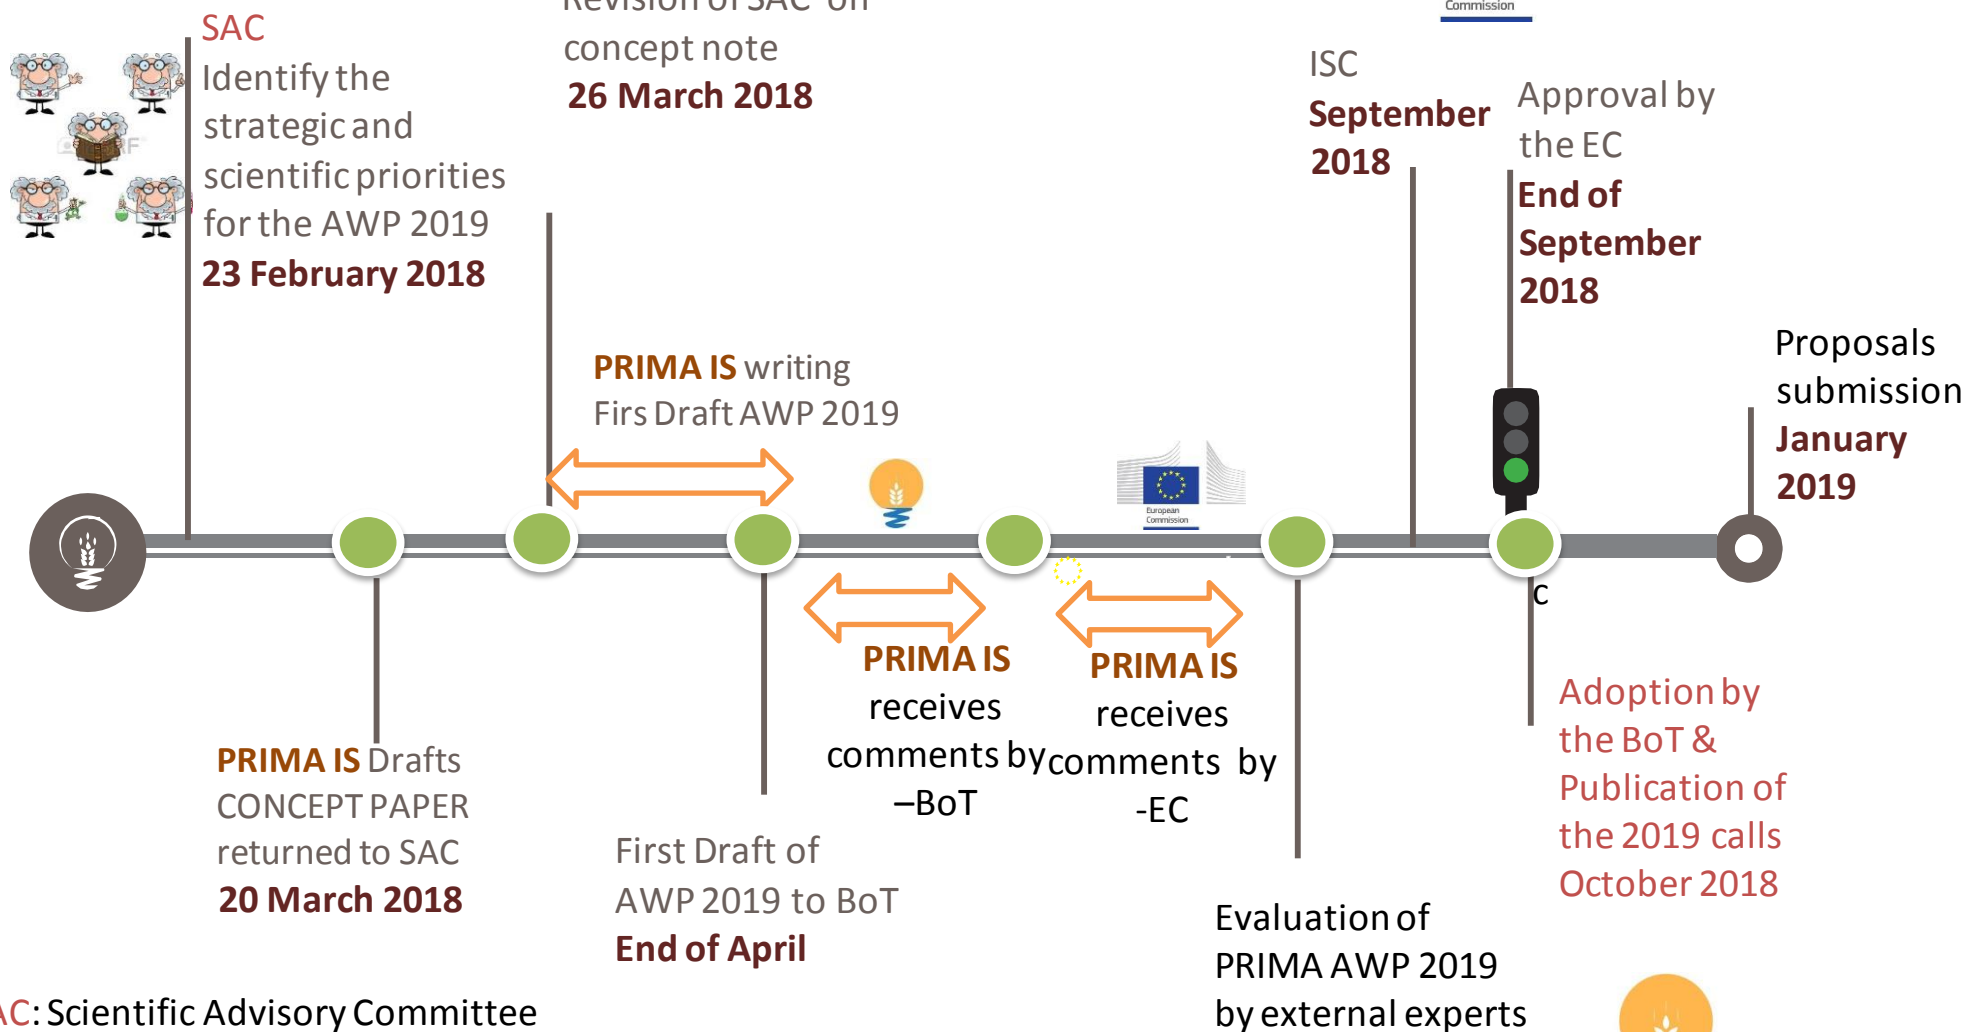 SAC
Identify the
strategic and
scientific priorities
for the AWP 2019
23 February 2018
Revision of SAC on
concept note
26 March 2018
Commission
ISC
September
2018
Approval by
the EC
End of
September
2018
Proposals
submission
January
2019
PRIMA IS writing
Firs Draft AWP 2019
European
Commission
PRIMA IS
receives
comments by
–BoT
PRIMA IS
receives
comments by
-EC
c
PRIMA IS Drafts
CONCEPT PAPER
returned to SAC
20 March 2018
First Draft of
AWP 2019 to BoT
End of April
Adoption by
the BoT &
Publication of
the 2019 calls
October 2018
Evaluation of
PRIMA AWP 2019
by external experts
AC: Scientific Advisory Committee